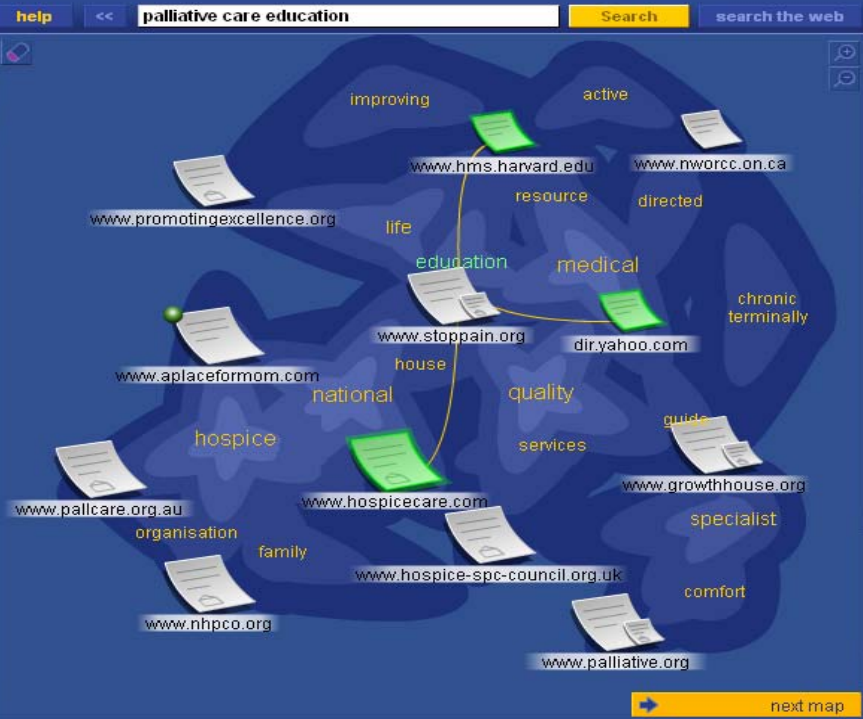 help
<<
palliative care education
Search
search the web
improving
active
www.hms.harvard.edu
www.nworcc.on.ca
resource
directed
www.promotingexcellence.org
life
education
medical
chronic
terminally
www.stoppain.org
dir.yahoo.com
house
www.aplaceformom.com
national
quality
guide
hospice
services
www.growthhouse.org
www.hospicecare.com
www.pallcare.org.au
specialist
organisation
family
www.hospice-spc-council.org.uk
comfort
www.nhpco.org
www.palliative.org
next map